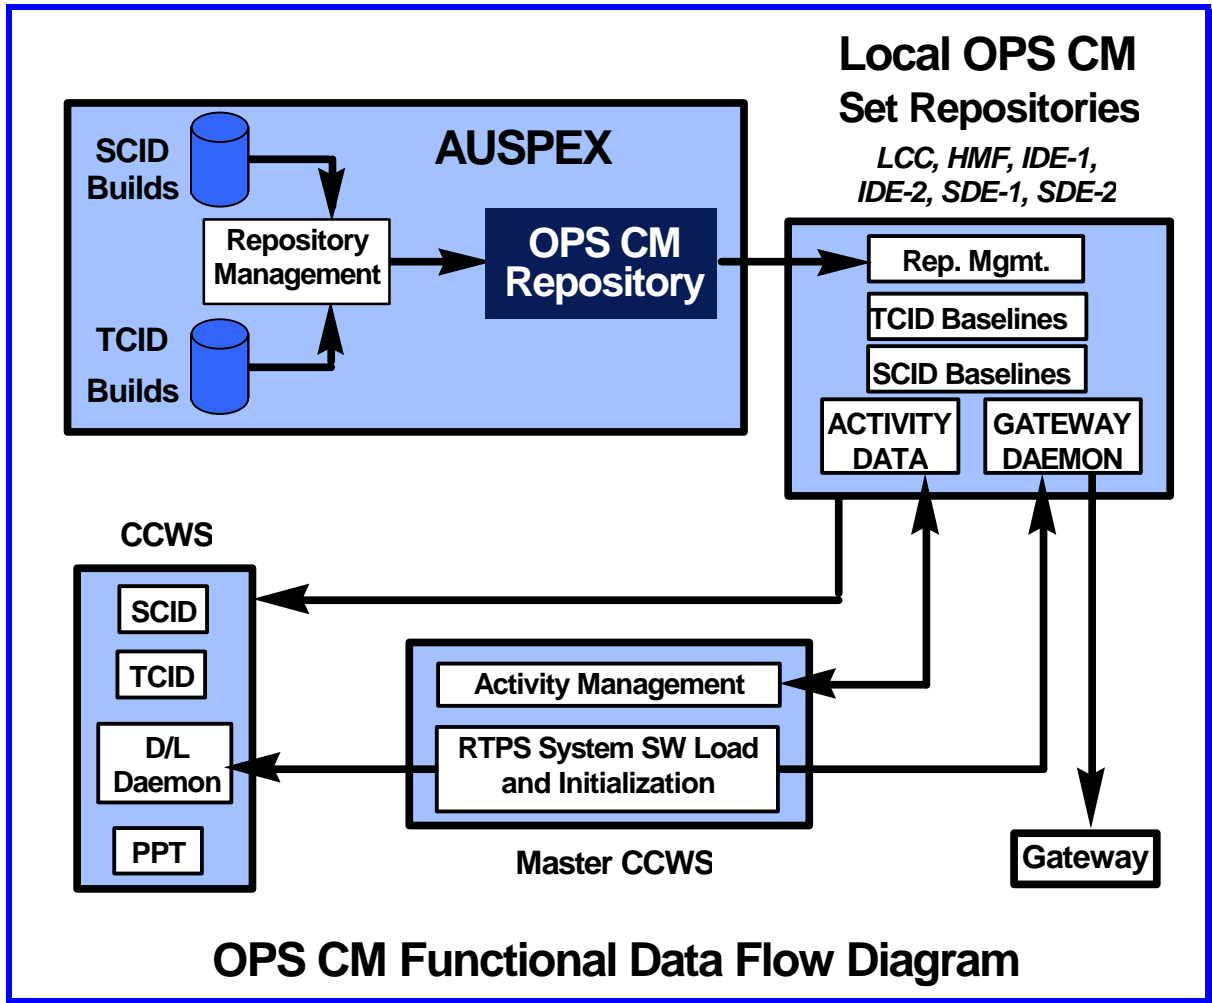 Local OPS CM
Set Repositories
LCC, HMF, IDE-1,
IDE-2, SDE-1, SDE-2
AUSPEX
SCID
Builds
Repository
Management
OPS CM
Repository
TCID
Builds
Rep. Mgmt.
TCID Baselines
SCID Baselines
ACTIVITY
DATA
GATEWAY
DAEMON
CCWS
SCID
TCID
D/L
Daemon
PPT
Activity Management
RTPS System SW Load
and Initialization
Master CCWS
Gateway
OPS CM Functional Data Flow Diagram